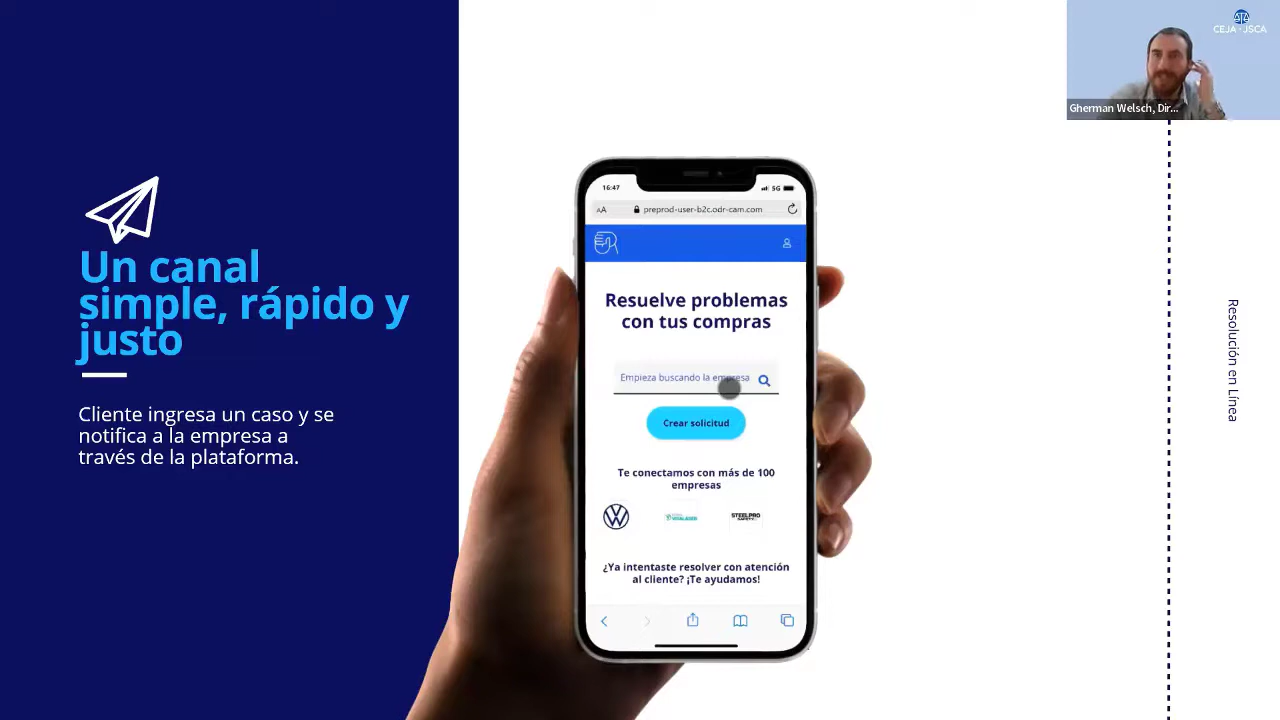 CEJA · JSCA
Gherman Welsch, Dir...
Un canal
simple, rápido y
justo
Cliente ingresa un caso y se
notifica a la empresa a
través de la plataforma.
16:47
5G
AA
preprod-user-b2c.odr-cam.com
Resuelve problemas
con tus compras
Empieza buscando la empresa
Crear solicitud
Te conectamos con más de 100
empresas
STEELPRO
SAFETY
¿Ya intentaste resolver con atención
al cliente? ¡Te ayudamos!
Resolución en Línea